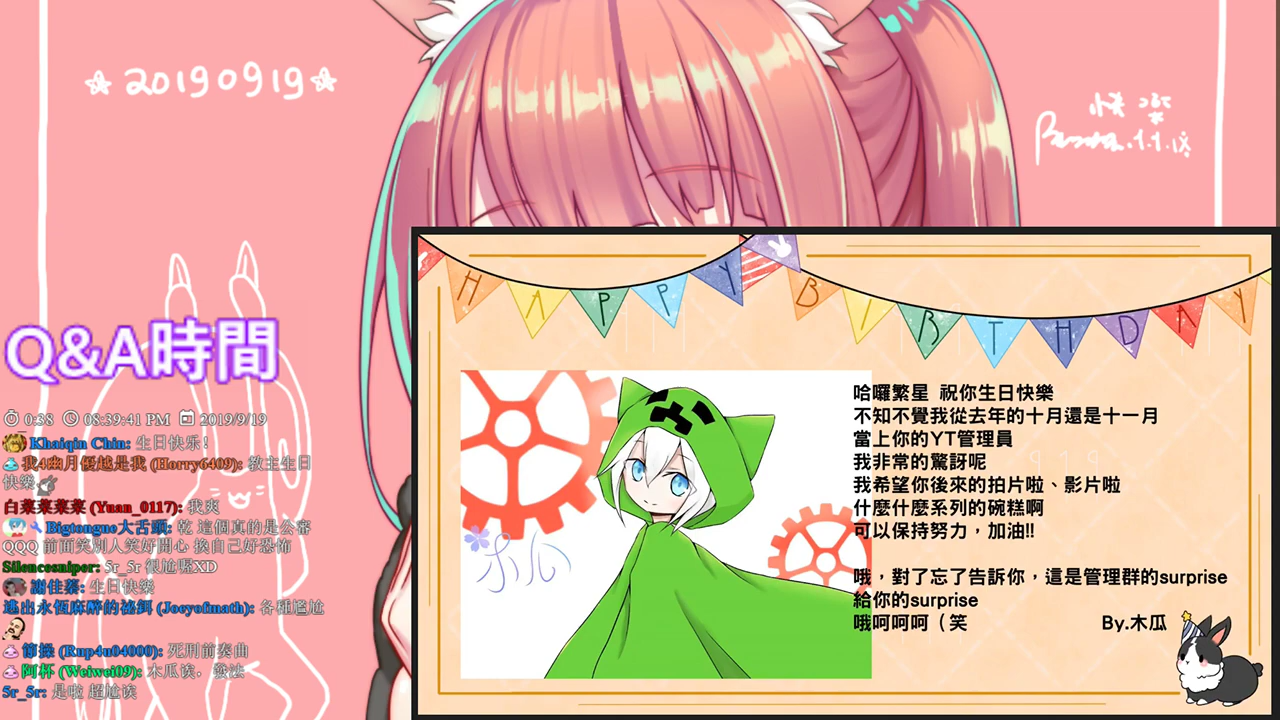 20190919
快樂
HAPPY BIRTHDAY
Q&A時間
0:38 08:39:41 PM 2019/9/19
Khaiqin Chin: 生日快乐!
我4幽月優越是我 (Horry6409): 教主生日
快樂
白菜菜菜菜 (Yuan_0117): 我爽
Bigtongue大舌頭: 乾 這個真的是公審
QQQ 前面笑別人笑好開心 換自己好恐怖
Silencesniper: 5r_5r 很尬喔XD
謝佳蓁: 生日快樂
逃出永恆麻醉的祕鋼 (Joeyofmath): 各種尷尬
節操 (Rup4u04000): 死刑前奏曲
阿杯 (Weiwei09): 木瓜诶，發法
5r_5r: 是啦 超尬诶
木瓜
哈囉繁星 祝你生日快樂
不知不覺我從去年的十月還是十一月
當上你的YT管理員
我非常的驚訝呢
我希望你後來的拍片啦、影片啦
什麼什麼系列的碗糕啊
可以保持努力，加油!!
哦，對了忘了告訴你，這是管理群的surprise
給你的surprise
哦呵呵呵（笑
By.木瓜